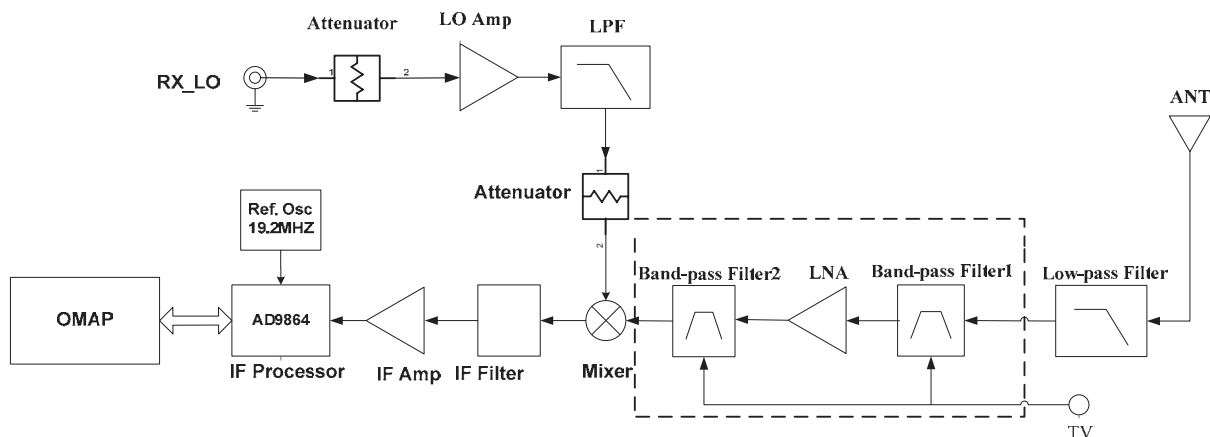 Attenuator
LO Amp
LPF
RX_LO
1
2
ANT
1
Attenuator
2
Ref. Osc
19.2MHZ
Band-pass Filter2
LNA
Band-pass Filter1
Low-pass Filter
OMAP
AD9864
IF Processor
IF Amp
IF Filter
Mixer
TV